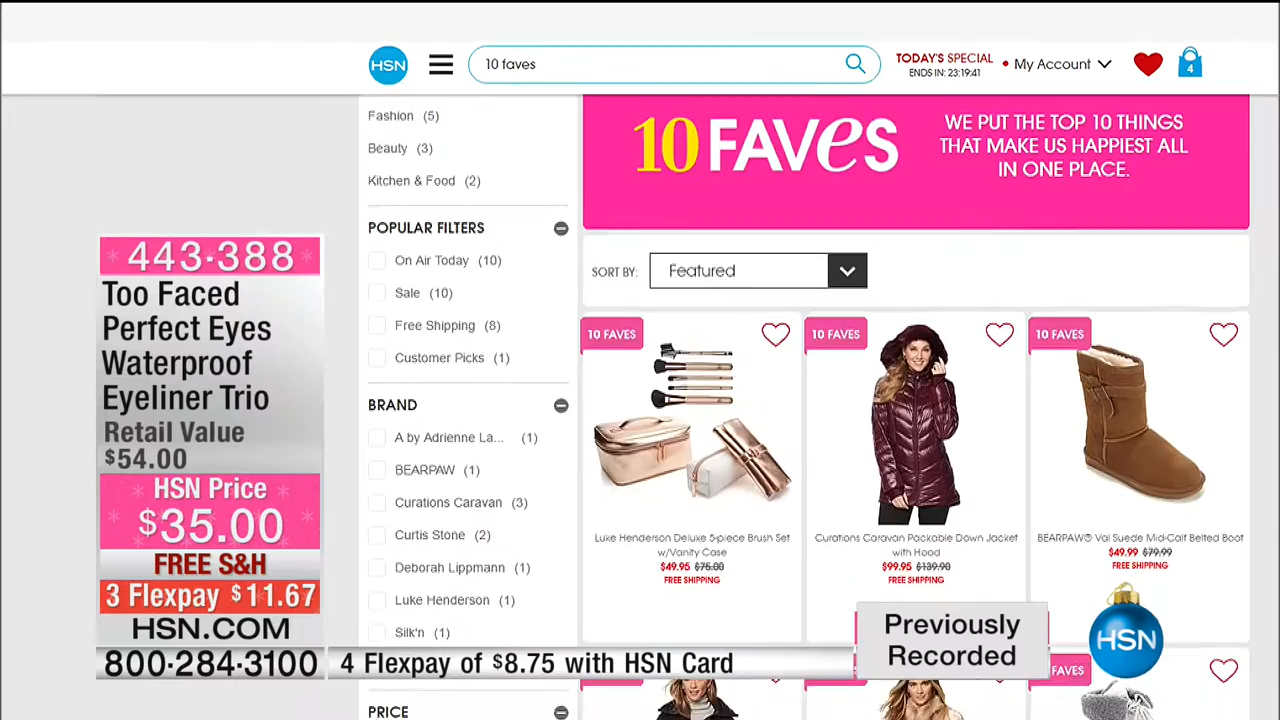 HSN
10 faves
TODAY'S SPECIAL
ENDS IN: 23:19:41
My Account
4
Fashion (5)
Beauty (3)
Kitchen & Food (2)
POPULAR FILTERS
On Air Today (10)
Sale (10)
Free Shipping (8)
Customer Picks (1)
BRAND
A by Adrienne La... (1)
BEARPAW (1)
Curations Caravan (3)
Curtis Stone (2)
Deborah Lippmann (1)
Luke Henderson (1)
Silk'n (1)
PRICE
10 FAVeS
WE PUT THE TOP 10 THINGS
THAT MAKE US HAPPIEST ALL
IN ONE PLACE.
SORT BY: Featured
10 FAVES
Luke Henderson Deluxe 5-piece Brush Set
w/Vanity Case
$49.95 $75.00
FREE SHIPPING
10 FAVES
Curations Caravan Packable Down Jacket
with Hood
$99.95 $139.90
FREE SHIPPING
10 FAVES
BEARPAW® Val Suede Mid-Calf Belted Boot
$49.99 $79.99
FREE SHIPPING
FAVES
443-388
Too Faced
Perfect Eyes
Waterproof
Eyeliner Trio
Retail Value
$54.00
HSN Price
$35.00
FREE S&H
3 Flexpay $11.67
HSN.COM
800-284-3100
4 Flexpay of $8.75 with HSN Card
Previously
Recorded
HSN